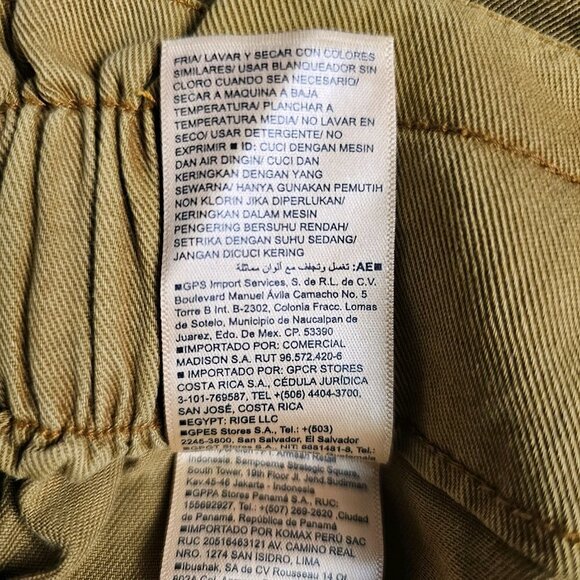 FRIA/ LAVAR Y SECAR CON COLORES
SIMILARES/ USAR BLANQUEADOR SIN
CLORO CUANDO SEA NECESARIO/
SECAR A MAQUINA A BAJA
TEMPERATURA/ PLANCHAR A
TEMPERATURA MEDIA/ NO LAVAR EN
SECO/ USAR DETERGENTE/ NO
EXPRIMIR ■ ID: CUCI DENGAN MESIN
DAN AIR DINGIN/ CUCI DAN
KERINGKAN DENGAN YANG
SEWARNA/ HANYA GUNAKAN PEMUTIH
NON KLORIN JIKA DIPERLUKAN/
KERINGKAN DALAM MESIN
PENGERING BERSUHU RENDAH/
SETRIKA DENGAN SUHU SEDANG/
JANGAN DICUCI KERING
■AE: تغسل وتجفف مع ألوان مماثلة
■GPS Import Services, S. de R.L. de C.V.
Boulevard Manuel Ávila Camacho No. 5
Torre B Int. B-2302, Colonia Fracc. Lomas
de Sotelo, Municipio de Naucalpan de
Juarez, Edo. De Mex. CP. 53390
■IMPORTADO POR: COMERCIAL
MADISON S.A. RUT 96.572.420-6
■ IMPORTADO POR: GPCR STORES
COSTA RICA S.A., CÉDULA JURÍDICA
3-101-769587, TEL +(506) 4404-3700,
SAN JOSÉ, COSTA RICA
■EGYPT: RIGE LLC
■GPES Stores S.A., Tel.: +(503)
2245-3800, San Salvador, El Salvador
Indonesia, Sampoerna Strategic Square,
South Tower, 19th Floor Jl. Jend Sudirman
Kav.45-46 Jakarta - Indonesia
■GPPA Stores Panamá S.A., RUC:
155692927, Tel.: +(507) 269-2620 ,Ciudad
de Panamá, República de Panamá
■IMPORTADO POR KOMAX PERÚ SAC
RUC 20516463121 AV. CAMINO REAL
NRO. 1274 SAN ISIDRO, LIMA
■Ibushak, SA de CV Rousseau 14 Of